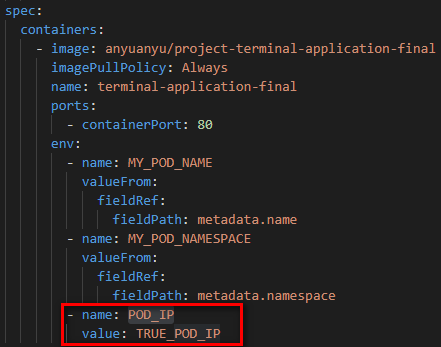 spec:
containers:
- image: anyuanyu/project-terminal-application-final
imagePullPolicy: Always
name: terminal-application-final
ports:
- containerPort: 80
env:
- name: MY_POD_NAME
valueFrom:
fieldRef:
fieldPath: metadata.name
- name: MY_POD_NAMESPACE
valueFrom:
fieldRef:
fieldPath: metadata.namespace
- name: POD_IP
value: TRUE_POD_IP